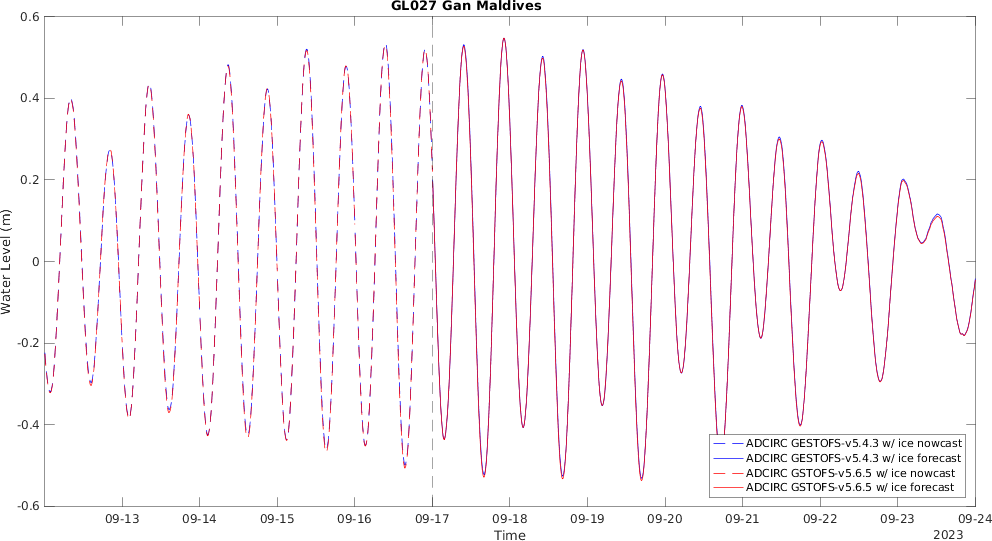 GL027 Gan Maldives
0.6
0.4
0.2
0
-0.2
-0.4
-0.6
Water Level (m)
09-13 09-14 09-15 09-16 09-17 09-18 09-19 09-20 09-21 09-22 09-23 09-24
Time
2023
ADCIRC GESTOFS-v5.4.3 w/ ice nowcast
ADCIRC GESTOFS-v5.4.3 w/ ice forecast
ADCIRC GSTOFS-v5.6.5 w/ ice nowcast
ADCIRC GSTOFS-v5.6.5 w/ ice forecast